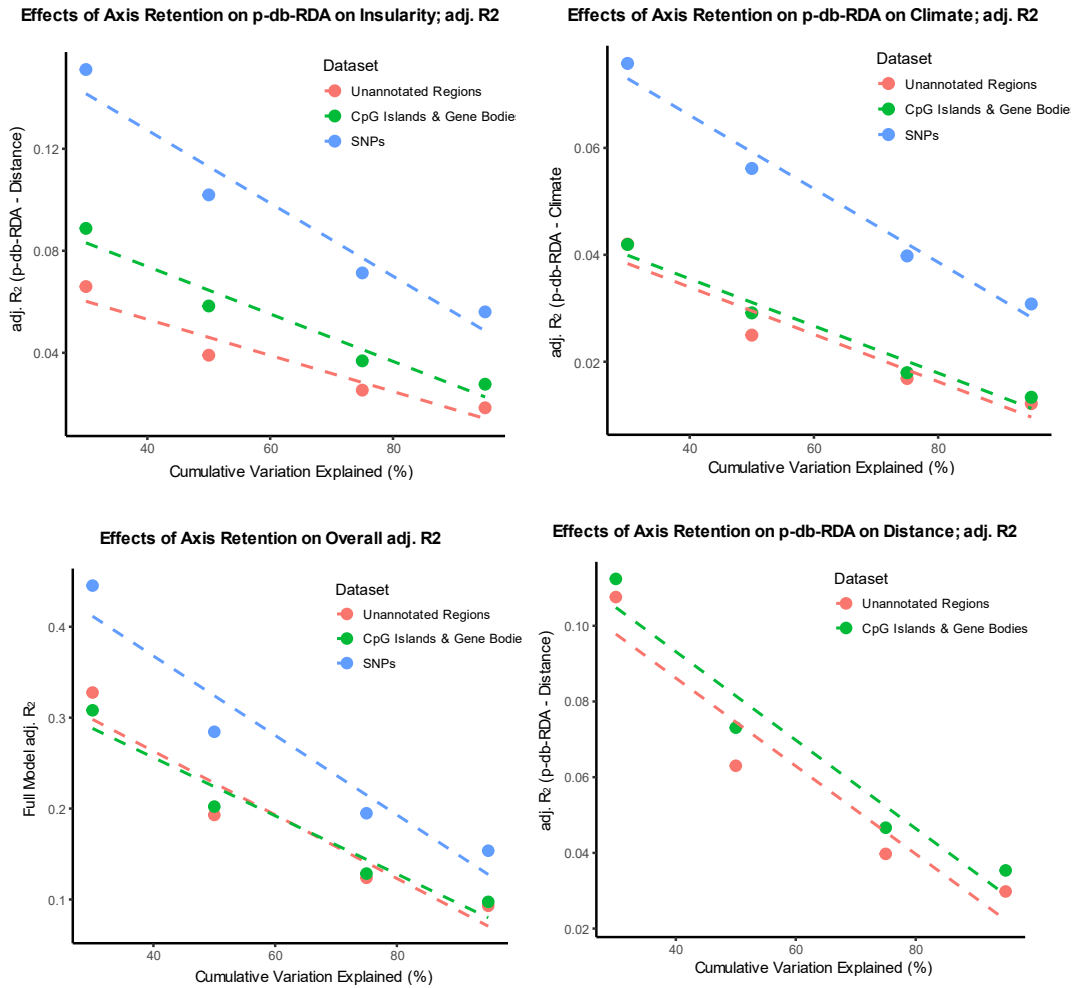 Effects of Axis Retention on p-db-RDA on Insularity; adj. R2
adj. R2 (p-db-RDA - Distance)
0.12
0.08
0.04
40
60
80
Cumulative Variation Explained (%)
Dataset
Unannotated Regions
CpG Islands & Gene Bodie
SNPs
Effects of Axis Retention on p-db-RDA on Climate; adj. R2
adj. R2 (p-db-RDA - Climate
0.06
0.04
0.02
40
60
80
Cumulative Variation Explained (%)
Dataset
Unannotated Regions
CpG Islands & Gene Bodies
SNPs
Effects of Axis Retention on Overall adj. R2
Full Model adj. R2
0.4
0.3
0.2
0.1
40
60
80
Cumulative Variation Explained (%)
Dataset
Unannotated Regions
CpG Islands & Gene Bodies
SNPs
Effects of Axis Retention on p-db-RDA on Distance; adj. R2
adj. R2 (p-db-RDA - Distance)
0.10
0.08
0.06
0.04
0.02
40
60
80
Cumulative Variation Explained (%)
Dataset
Unannotated Regions
CpG Islands & Gene Bodies